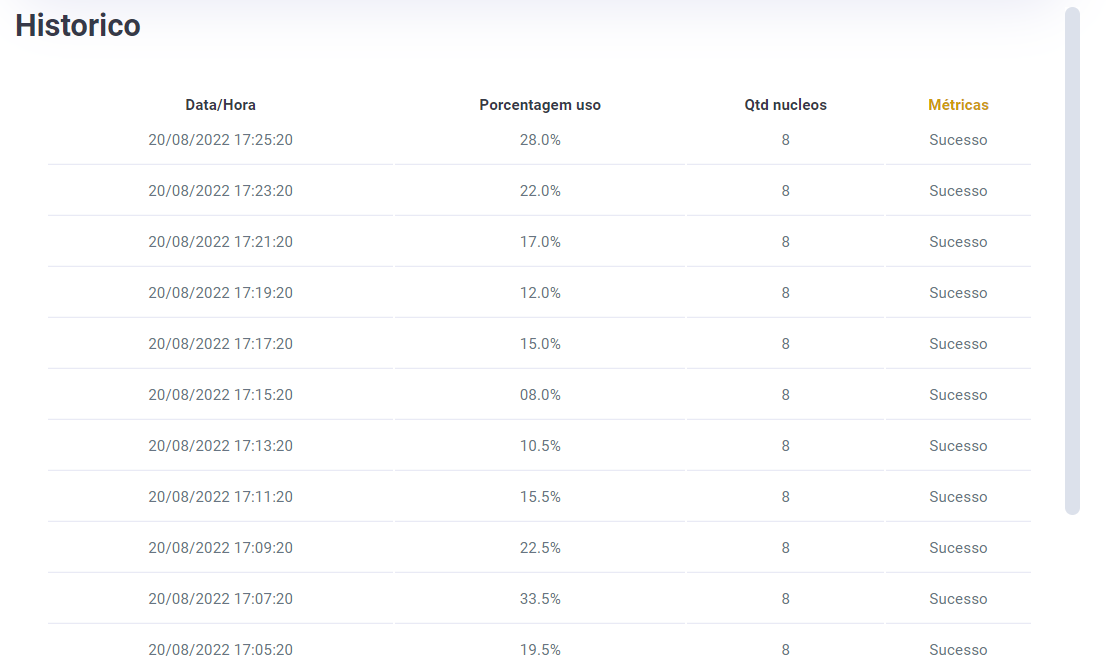 Historico
Data/Hora Porcentagem uso Qtd nucleos Métricas
20/08/2022 17:25:20 28.0% 8 Sucesso
20/08/2022 17:23:20 22.0% 8 Sucesso
20/08/2022 17:21:20 17.0% 8 Sucesso
20/08/2022 17:19:20 12.0% 8 Sucesso
20/08/2022 17:17:20 15.0% 8 Sucesso
20/08/2022 17:15:20 08.0% 8 Sucesso
20/08/2022 17:13:20 10.5% 8 Sucesso
20/08/2022 17:11:20 15.5% 8 Sucesso
20/08/2022 17:09:20 22.5% 8 Sucesso
20/08/2022 17:07:20 33.5% 8 Sucesso
20/08/2022 17:05:20 19.5% 8 Sucesso